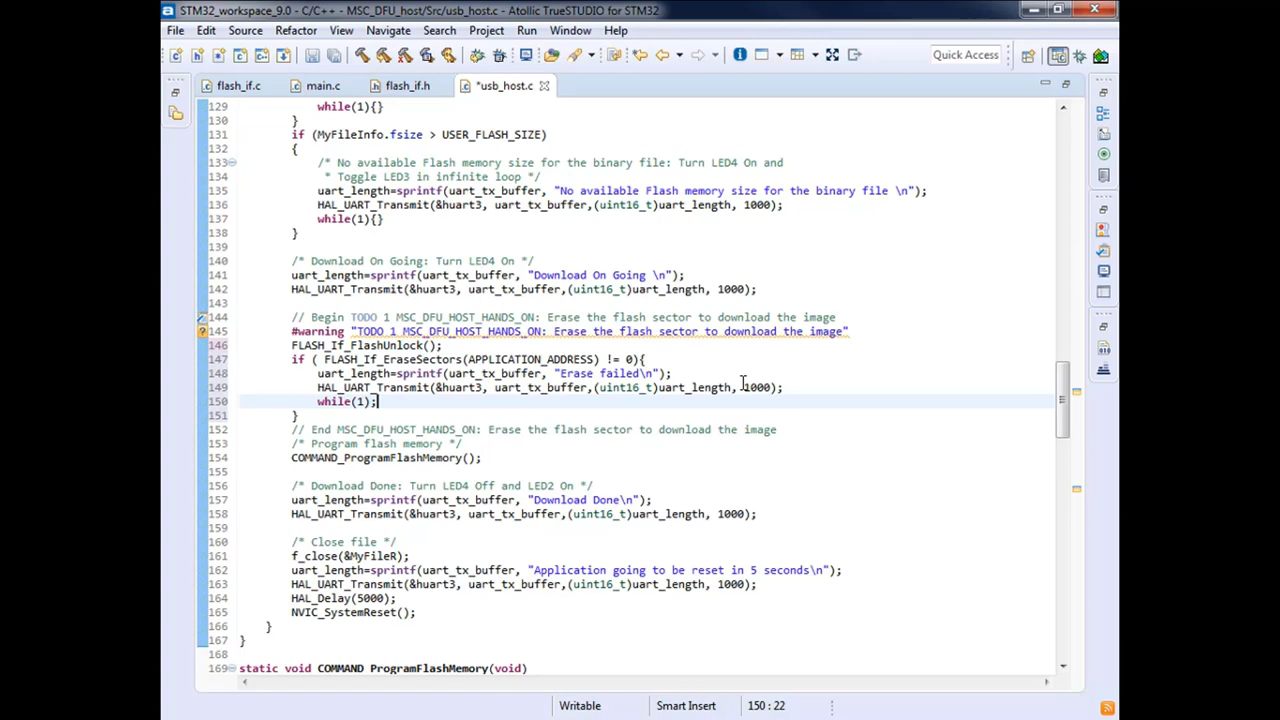 STM32_workspace_9.0 - C/C++ - MSC_DFU_host/Src/usb_host.c - Atollic TrueSTUDIO for STM32
File Edit Source Refactor View Navigate Search Project Run Window Help
Quick Access
flash_if.c main.c flash_if.h *usb_host.c
129 while(1){}
130 }
131 if (MyFileInfo.fsize > USER_FLASH_SIZE)
132 {
133 /* No available Flash memory size for the binary file: Turn LED4 On and
134 * Toggle LED3 in infinite loop */
135 uart_length=sprintf(uart_tx_buffer, "No available Flash memory size for the binary file \n");
136 HAL_UART_Transmit(&huart3, uart_tx_buffer,(uint16_t)uart_length, 1000);
137 while(1){}
138 }
139
140 /* Download On Going: Turn LED4 On */
141 uart_length=sprintf(uart_tx_buffer, "Download On Going \n");
142 HAL_UART_Transmit(&huart3, uart_tx_buffer,(uint16_t)uart_length, 1000);
143
144 // Begin TODO 1 MSC_DFU_HOST_HANDS_ON: Erase the flash sector to download the image
145 #warning "TODO 1 MSC_DFU_HOST_HANDS_ON: Erase the flash sector to download the image"
146 FLASH_If_FlashUnlock();
147 if ( FLASH_If_EraseSectors(APPLICATION_ADDRESS) != 0){
148 uart_length=sprintf(uart_tx_buffer, "Erase failed\n");
149 HAL_UART_Transmit(&huart3, uart_tx_buffer,(uint16_t)uart_length, 1000);
150 while(1);
151 }
152 // End MSC_DFU_HOST_HANDS_ON: Erase the flash sector to download the image
153 /* Program flash memory */
154 COMMAND_ProgramFlashMemory();
155
156 /* Download Done: Turn LED4 Off and LED2 On */
157 uart_length=sprintf(uart_tx_buffer, "Download Done\n");
158 HAL_UART_Transmit(&huart3, uart_tx_buffer,(uint16_t)uart_length, 1000);
159
160 /* Close file */
161 f_close(&MyFileR);
162 uart_length=sprintf(uart_tx_buffer, "Application going to be reset in 5 seconds\n");
163 HAL_UART_Transmit(&huart3, uart_tx_buffer,(uint16_t)uart_length, 1000);
164 HAL_Delay(5000);
165 NVIC_SystemReset();
166 }
167 }
168
169 static void COMMAND_ProgramFlashMemory(void)
Writable Smart Insert 150 : 22